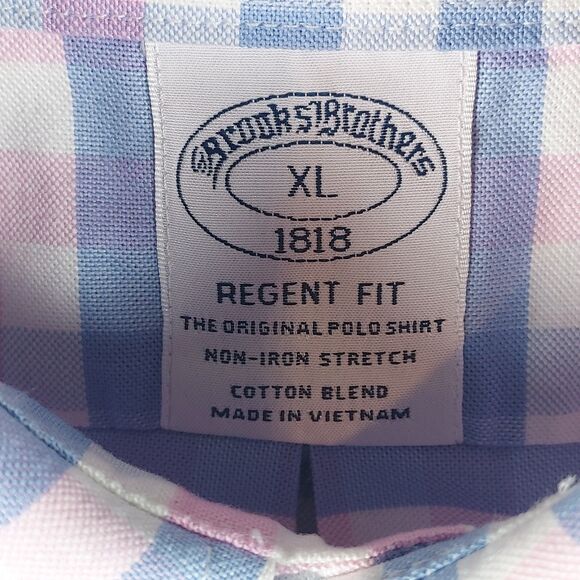 Brooks Brothers
XL
1818
REGENT FIT
THE ORIGINAL POLO SHIRT
NON-IRON STRETCH
COTTON BLEND
MADE IN VIETNAM